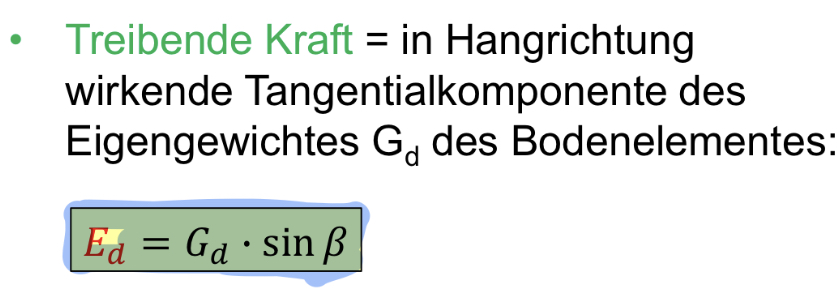 • Treibende Kraft = in Hangrichtung
wirkende Tangentialkomponente des
Eigengewichtes G_d des Bodenelementes:
E_d = G_d · sin β